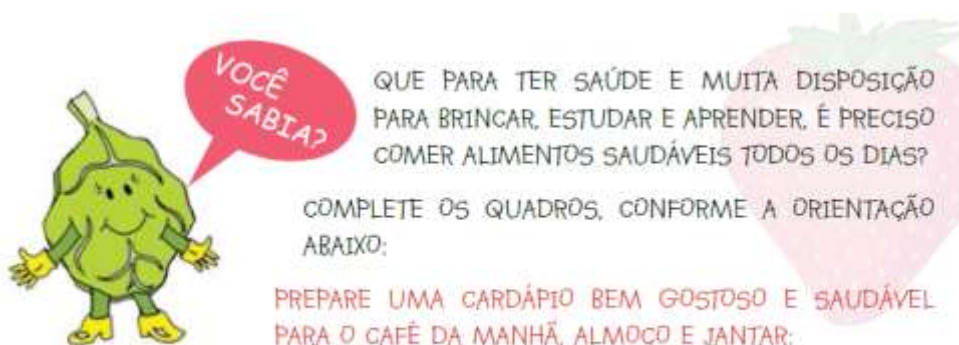 VOCÊ
SABIA?
QUE PARA TER SAÚDE E MUITA DISPOSIÇÃO
PARA BRINCAR, ESTUDAR E APRENDER, É PRECISO
COMER ALIMENTOS SAUDÁVEIS TODOS OS DIAS?
COMPLETE OS QUADROS, CONFORME A ORIENTAÇÃO
ABAIXO:
PREPARE UMA CARDÁPIO BEM GOSTOSO E SAUDÁVEL
PARA O CAFÉ DA MANHÃ, ALMOÇO E JANTAR: